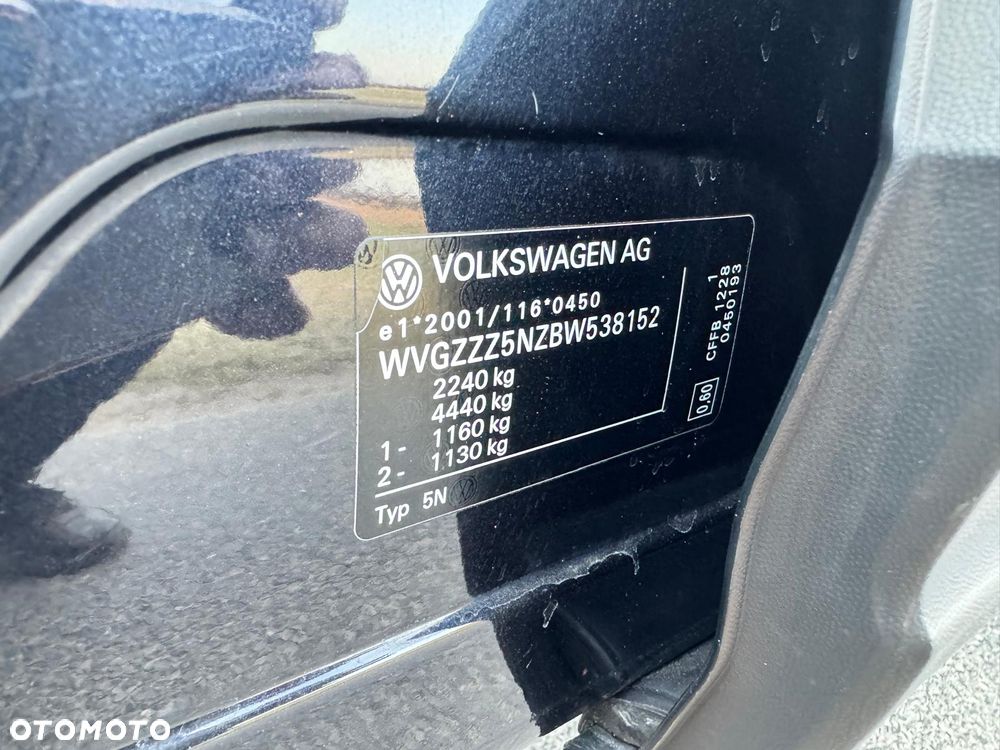 VOLKSWAGEN AG
e1*2001/116*0450
WVGZZZ5NZBW538152
2240 kg
4440 kg
1 - 1160 kg
2 - 1130 kg
Typ 5N
1
CFFB 1228
0450193
0,60
OTOMOTO